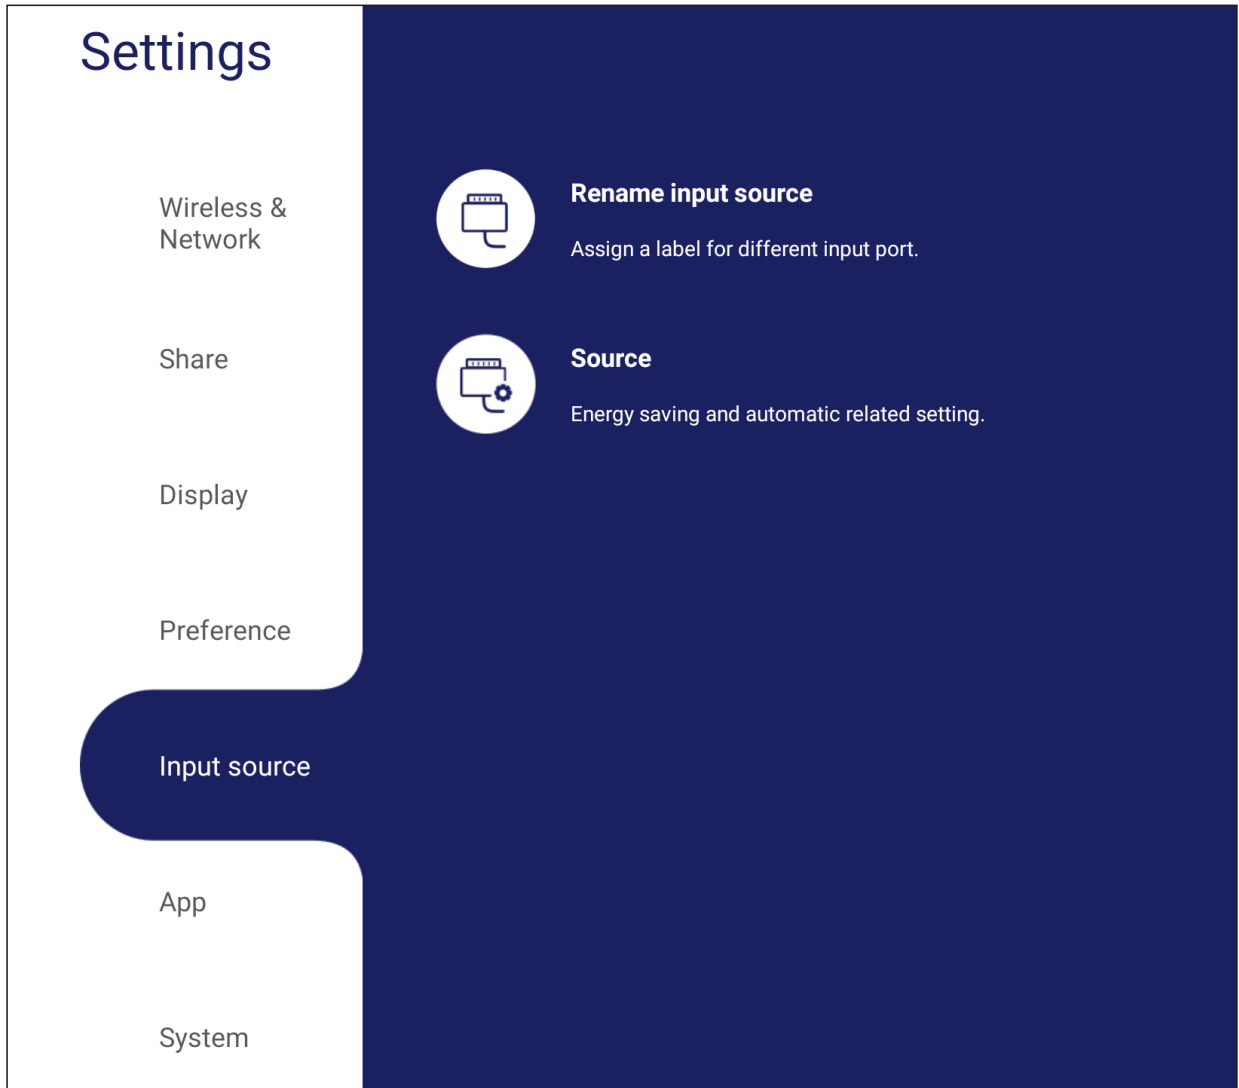 Settings
Wireless &
Network
Share
Display
Preference
Input source
App
System
Rename input source
Assign a label for different input port.
Source
Energy saving and automatic related setting.